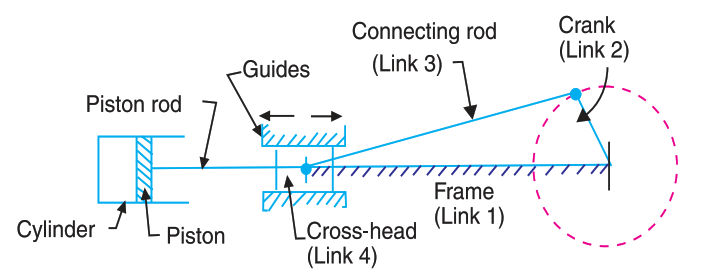 Crank
(Link 2)
Connecting rod
(Link 3)
Guides
Piston rod
Frame
(Link 1)
Cylinder
Piston
Cross-head
(Link 4)